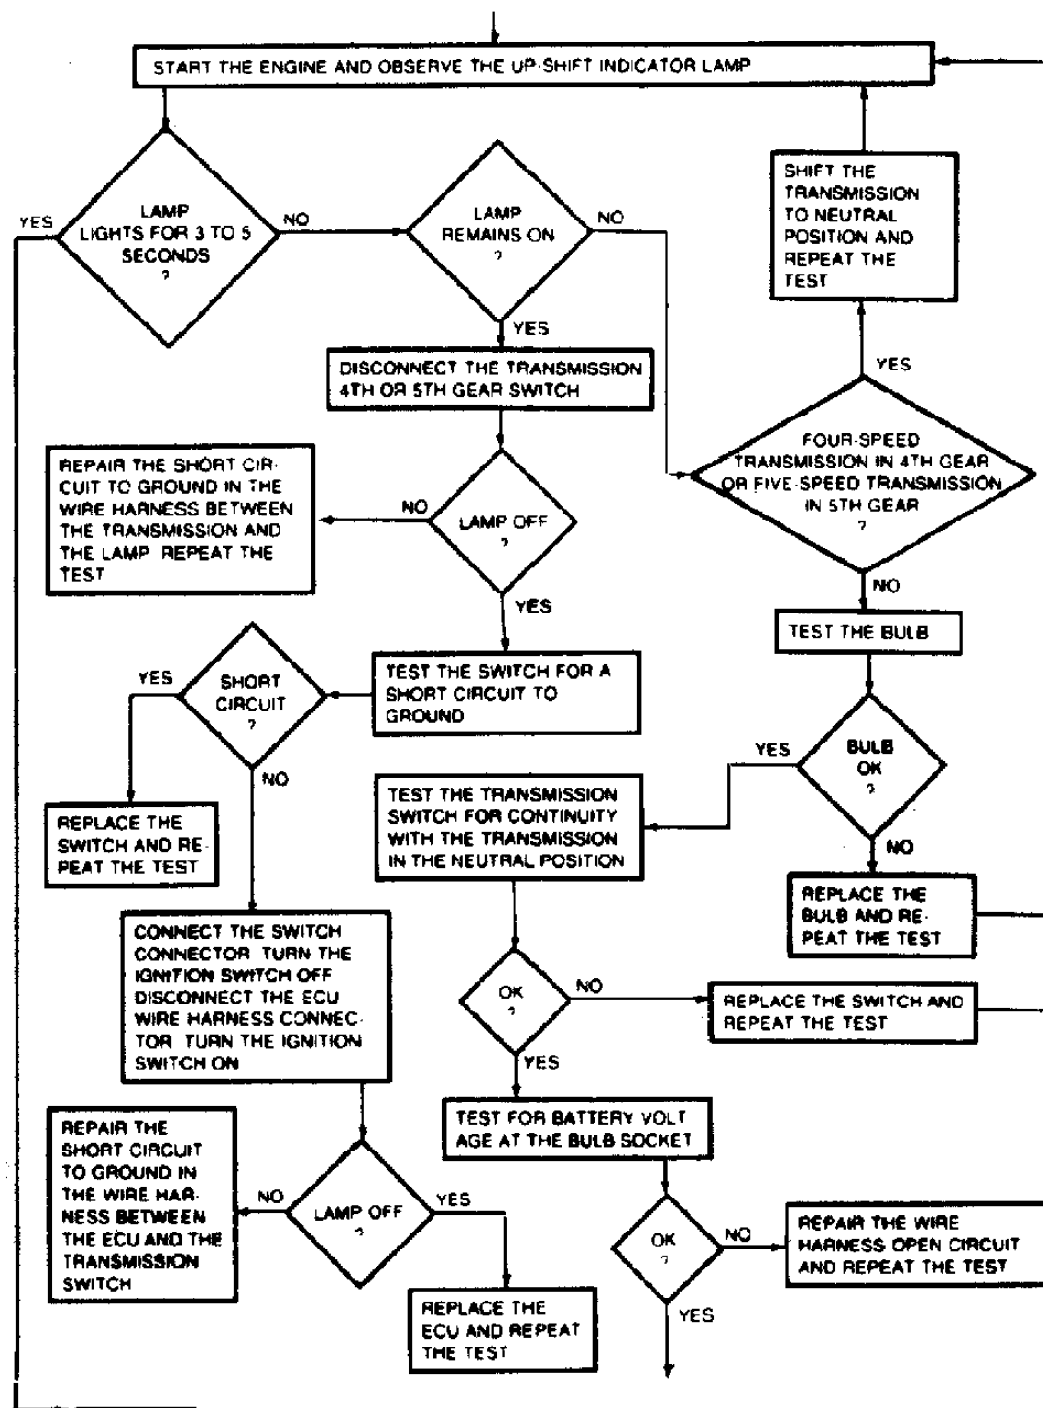 START THE ENGINE AND OBSERVE THE UP-SHIFT INDICATOR LAMP
LAMP
LIGHTS FOR 3 TO 5
SECONDS
?
YES
NO
LAMP
REMAINS ON
?
NO
YES
SHIFT THE
TRANSMISSION
TO NEUTRAL
POSITION AND
REPEAT THE
TEST
YES
DISCONNECT THE TRANSMISSION
4TH OR 5TH GEAR SWITCH
FOUR-SPEED
TRANSMISSION IN 4TH GEAR
OR FIVE-SPEED TRANSMISSION
IN 5TH GEAR
?
NO
REPAIR THE SHORT CIR-
CUIT TO GROUND IN THE
WIRE HARNESS BETWEEN
THE TRANSMISSION AND
THE LAMP REPEAT THE
TEST
NO
LAMP OFF
?
YES
TEST THE BULB
SHORT
CIRCUIT
?
YES
NO
TEST THE SWITCH FOR A
SHORT CIRCUIT TO
GROUND
BULB
OK
?
YES
NO
REPLACE THE
SWITCH AND RE-
PEAT THE TEST
TEST THE TRANSMISSION
SWITCH FOR CONTINUITY
WITH THE TRANSMISSION
IN THE NEUTRAL POSITION
REPLACE THE
BULB AND RE-
PEAT THE TEST
CONNECT THE SWITCH
CONNECTOR TURN THE
IGNITION SWITCH OFF
DISCONNECT THE ECU
WIRE HARNESS CONNEC-
TOR TURN THE IGNITION
SWITCH ON
OK
?
NO
YES
REPLACE THE SWITCH AND
REPEAT THE TEST
TEST FOR BATTERY VOLT
AGE AT THE BULB SOCKET
REPAIR THE
SHORT CIRCUIT
TO GROUND IN
THE WIRE HAR-
NESS BETWEEN
THE ECU AND THE
TRANSMISSION
SWITCH
NO
LAMP OFF
?
YES
REPLACE THE
ECU AND REPEAT
THE TEST
OK
?
NO
YES
REPAIR THE WIRE
HARNESS OPEN CIRCUIT
AND REPEAT THE TEST